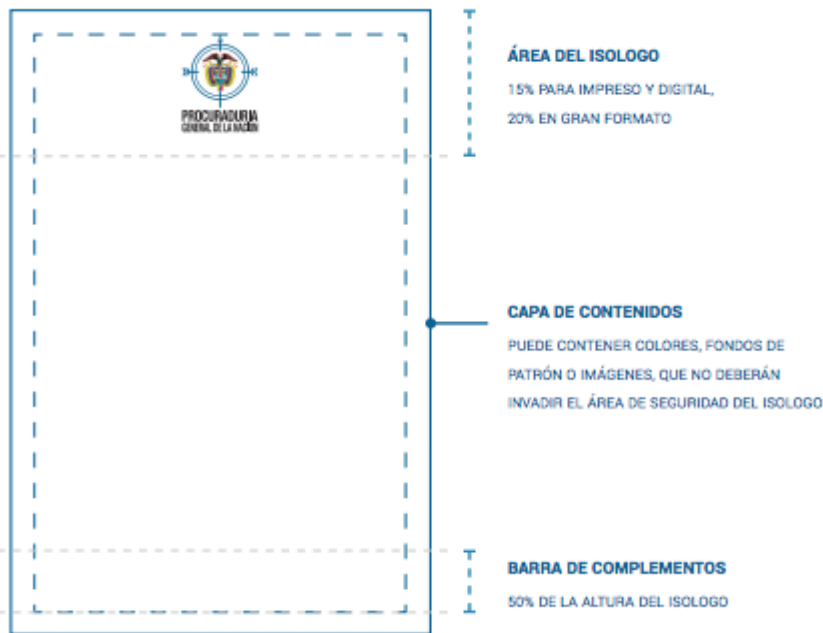 PROCURADURIA
GENERAL DE LA NACIÓN
ÁREA DEL ISOLOGO
15% PARA IMPRESO Y DIGITAL,
20% EN GRAN FORMATO
CAPA DE CONTENIDOS
PUEDE CONTENER COLORES, FONDOS DE
PATRÓN O IMÁGENES, QUE NO DEBERÁN
INVADIR EL ÁREA DE SEGURIDAD DEL ISOLOGO
BARRA DE COMPLEMENTOS
50% DE LA ALTURA DEL ISOLOGO